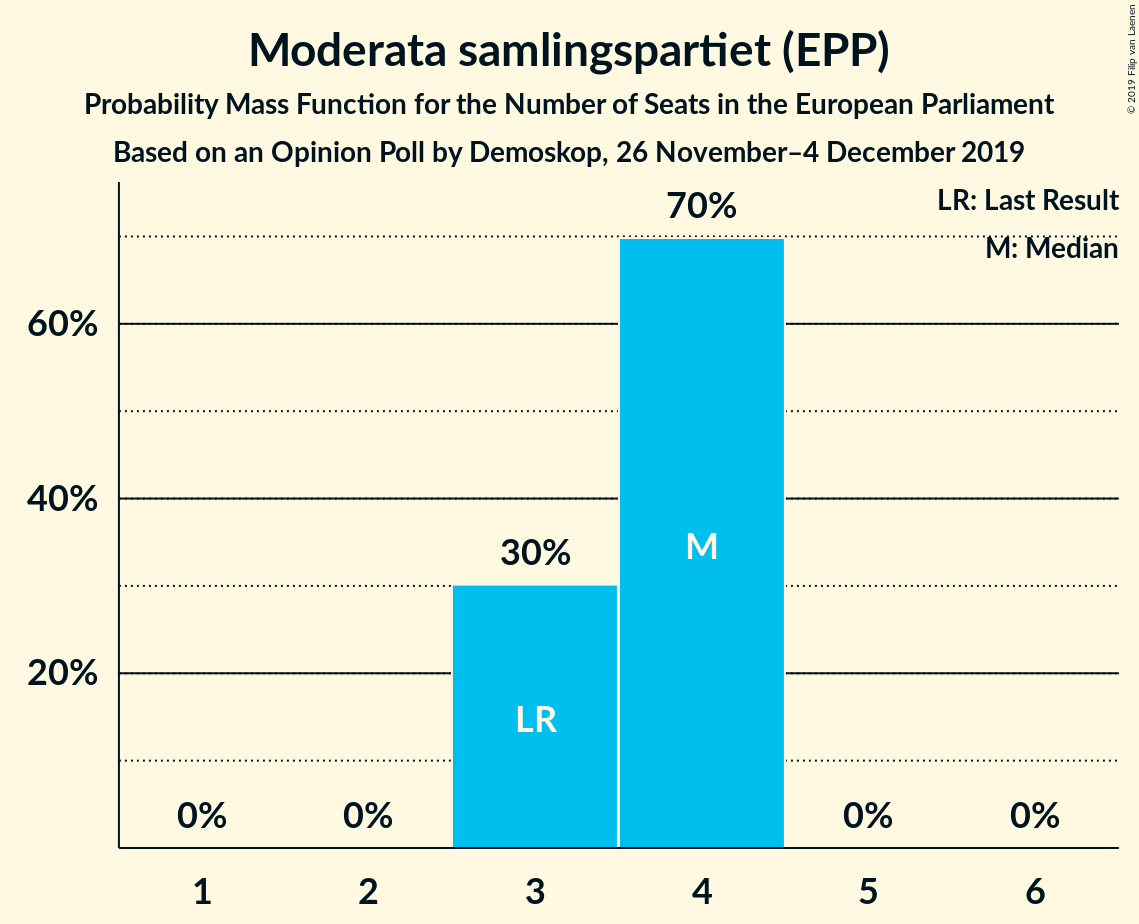 Moderata samlingspartiet (EPP)
Probability Mass Function for the Number of Seats in the European Parliament
Based on an Opinion Poll by Demoskop, 26 November–4 December 2019
© 2019 Filip van Laenen
LR: Last Result
M: Median
70%
60%
40%
30%
20%
M
LR
0%
0%
0%
0%
1
2
3
4
5
6